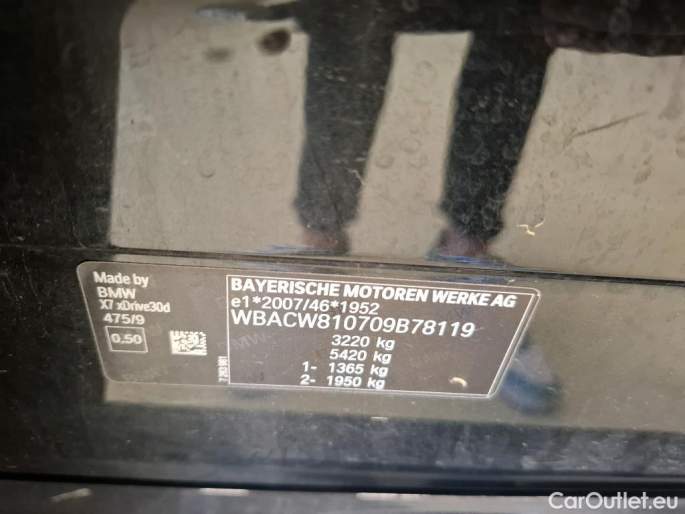 Made by
BMW
X7 xDrive30d
475/9
0.50
BAYERISCHE MOTOREN WERKE AG
e1*2007/46*1952
WBACW810709B78119
3220 kg
5420 kg
1- 1365 kg
2- 1950 kg
CarOutlet.eu